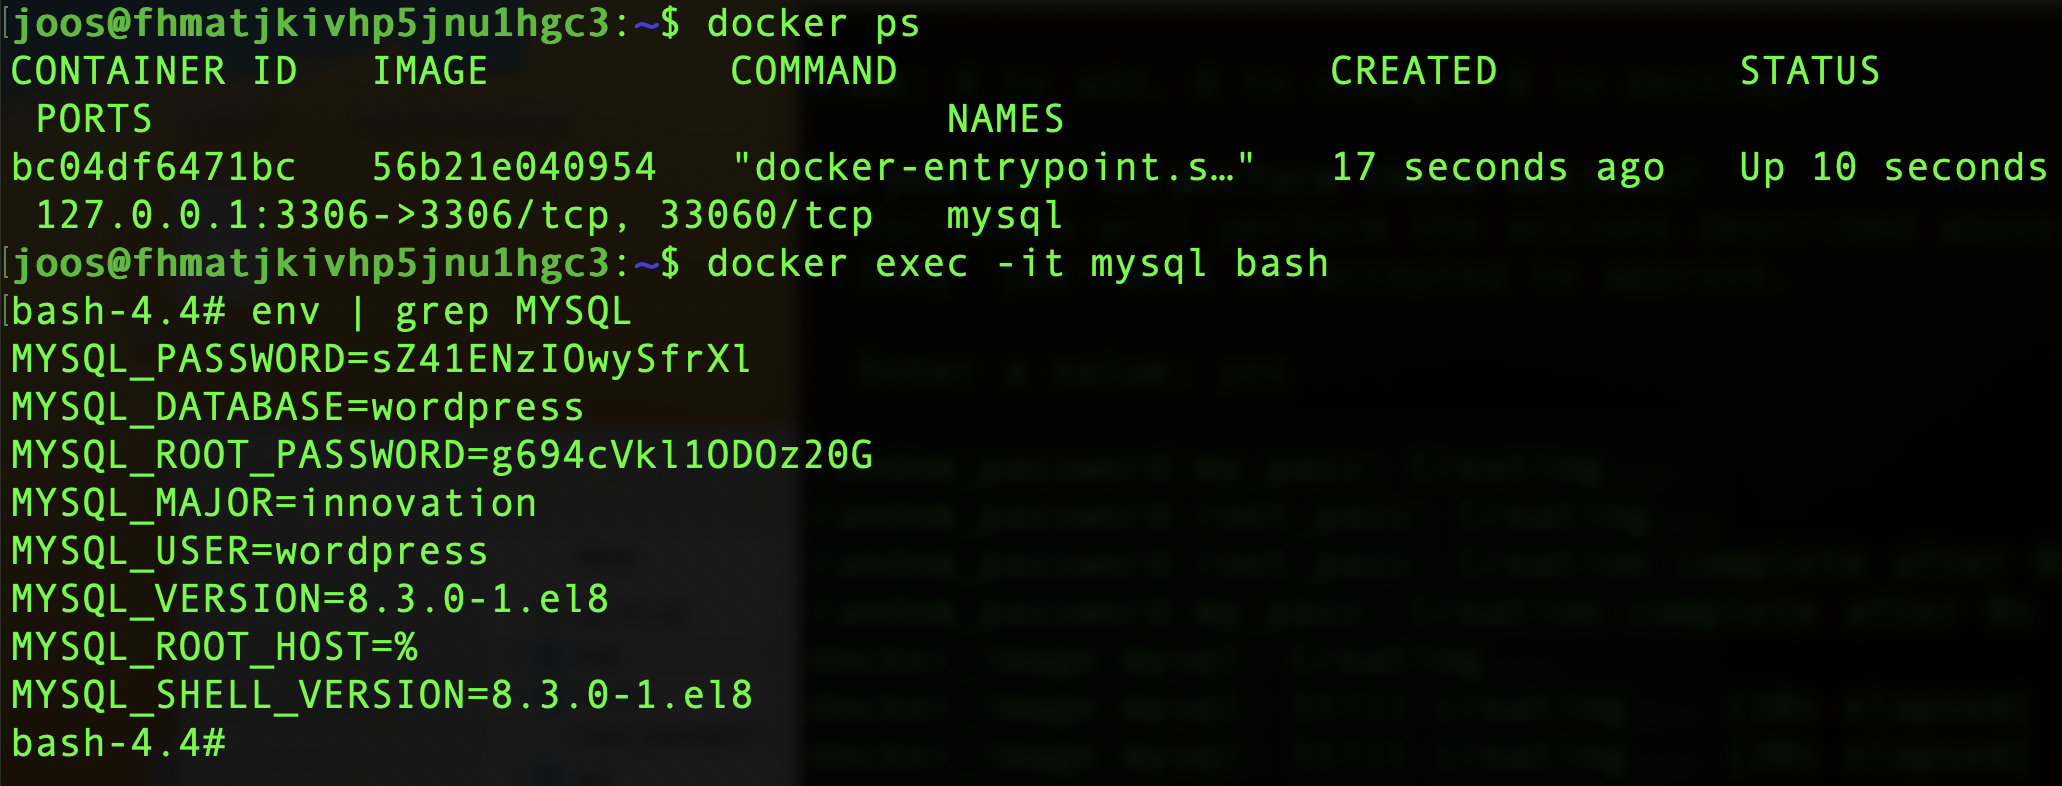 joos@fhmatjkivhp5jnu1hgc3:~$ docker ps
CONTAINER ID   IMAGE          COMMAND                  CREATED          STATUS
 PORTS                                 NAMES
bc04df6471bc   56b21e040954   "docker-entrypoint.s…"   17 seconds ago   Up 10 seconds
 127.0.0.1:3306->3306/tcp, 33060/tcp   mysql
joos@fhmatjkivhp5jnu1hgc3:~$ docker exec -it mysql bash
bash-4.4# env | grep MYSQL
MYSQL_PASSWORD=sZ41ENzIOwySfrXl
MYSQL_DATABASE=wordpress
MYSQL_ROOT_PASSWORD=g694cVkl1ODOz20G
MYSQL_MAJOR=innovation
MYSQL_USER=wordpress
MYSQL_VERSION=8.3.0-1.el8
MYSQL_ROOT_HOST=%
MYSQL_SHELL_VERSION=8.3.0-1.el8
bash-4.4#